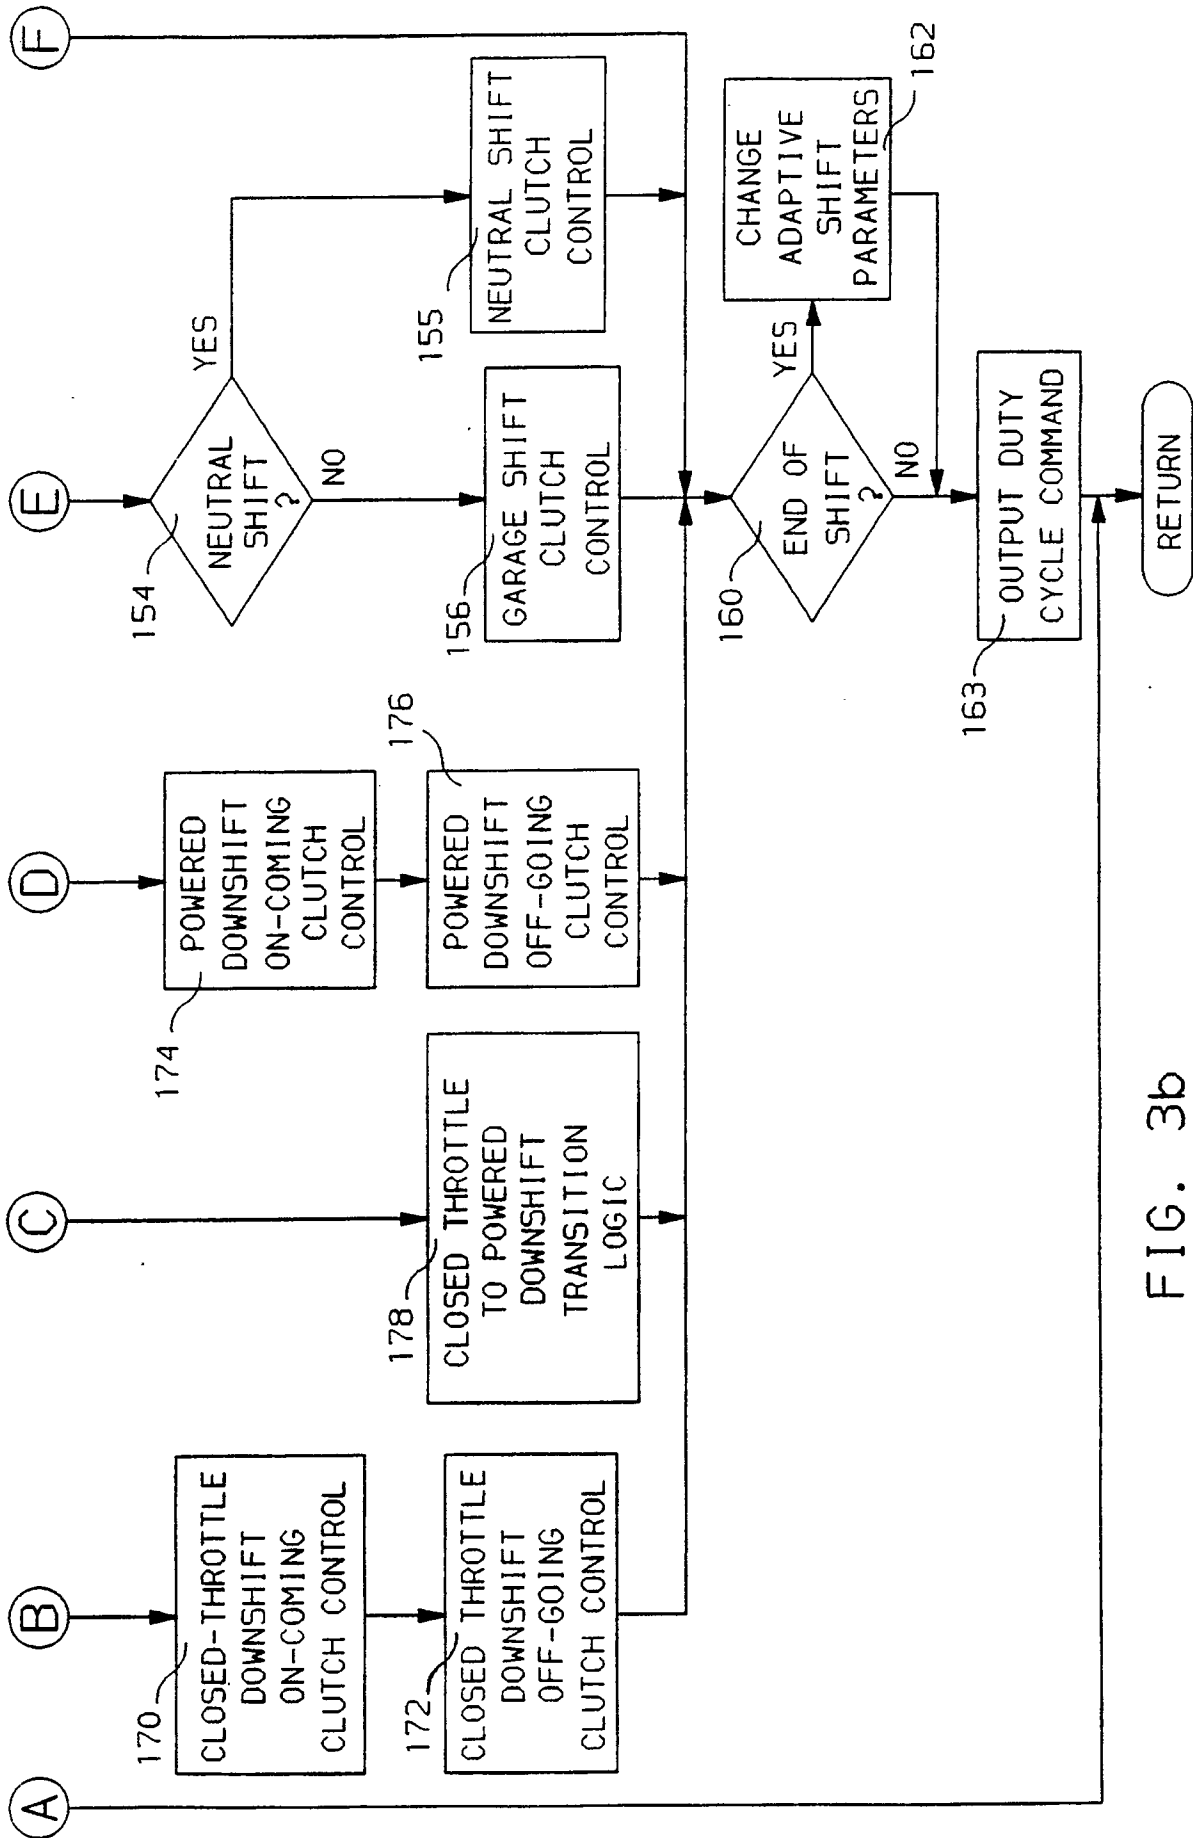 A
B
C
D
E
F
170
CLOSED-THROTTLE
DOWNSHIFT
ON-COMING
CLUTCH CONTROL
172
CLOSED THROTTLE
DOWNSHIFT
OFF-GOING
CLUTCH CONTROL
178
CLOSED THROTTLE
TO POWERED
DOWNSHIFT
TRANSITION
LOGIC
174
POWERED
DOWNSHIFT
ON-COMING
CLUTCH
CONTROL
176
POWERED
DOWNSHIFT
OFF-GOING
CLUTCH
CONTROL
154
NEUTRAL
SHIFT
?
YES
NO
156
GARAGE SHIFT
CLUTCH
CONTROL
155
NEUTRAL SHIFT
CLUTCH
CONTROL
160
END OF
SHIFT
?
YES
NO
CHANGE
ADAPTIVE
SHIFT
PARAMETERS
162
163
OUTPUT DUTY
CYCLE COMMAND
RETURN
FIG. 3b